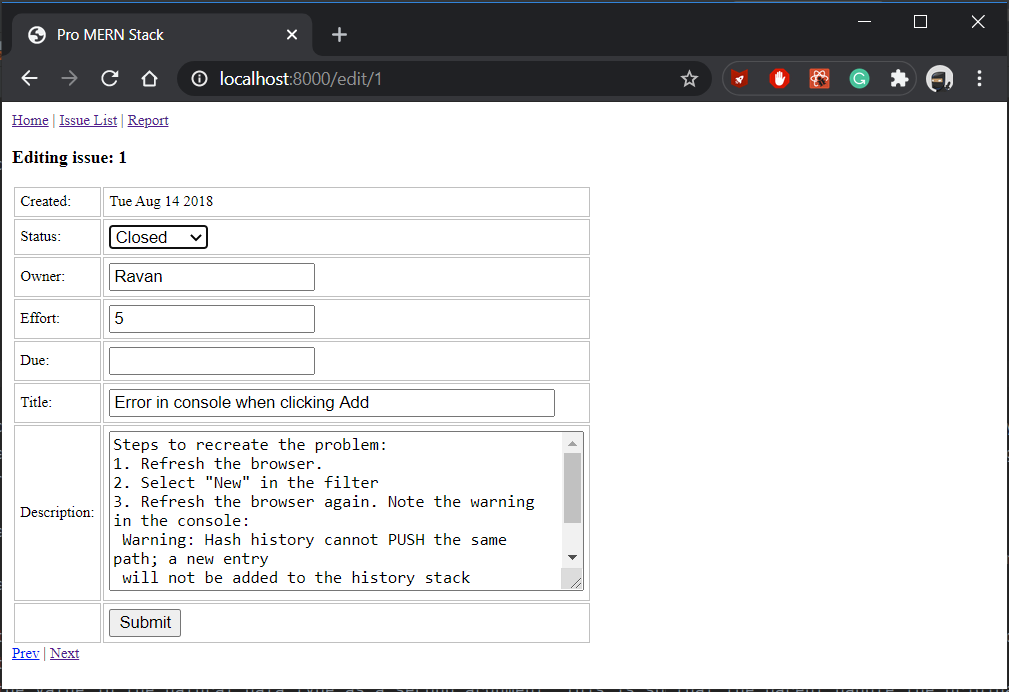 Pro MERN Stack
localhost:8000/edit/1
Home | Issue List | Report
Editing issue: 1
Created: Tue Aug 14 2018
Status: Closed
Owner: Ravan
Effort: 5
Due:
Title: Error in console when clicking Add
Description:
Steps to recreate the problem:
1. Refresh the browser.
2. Select "New" in the filter
3. Refresh the browser again. Note the warning
in the console:
Warning: Hash history cannot PUSH the same
path; a new entry
will not be added to the history stack
Submit
Prev | Next